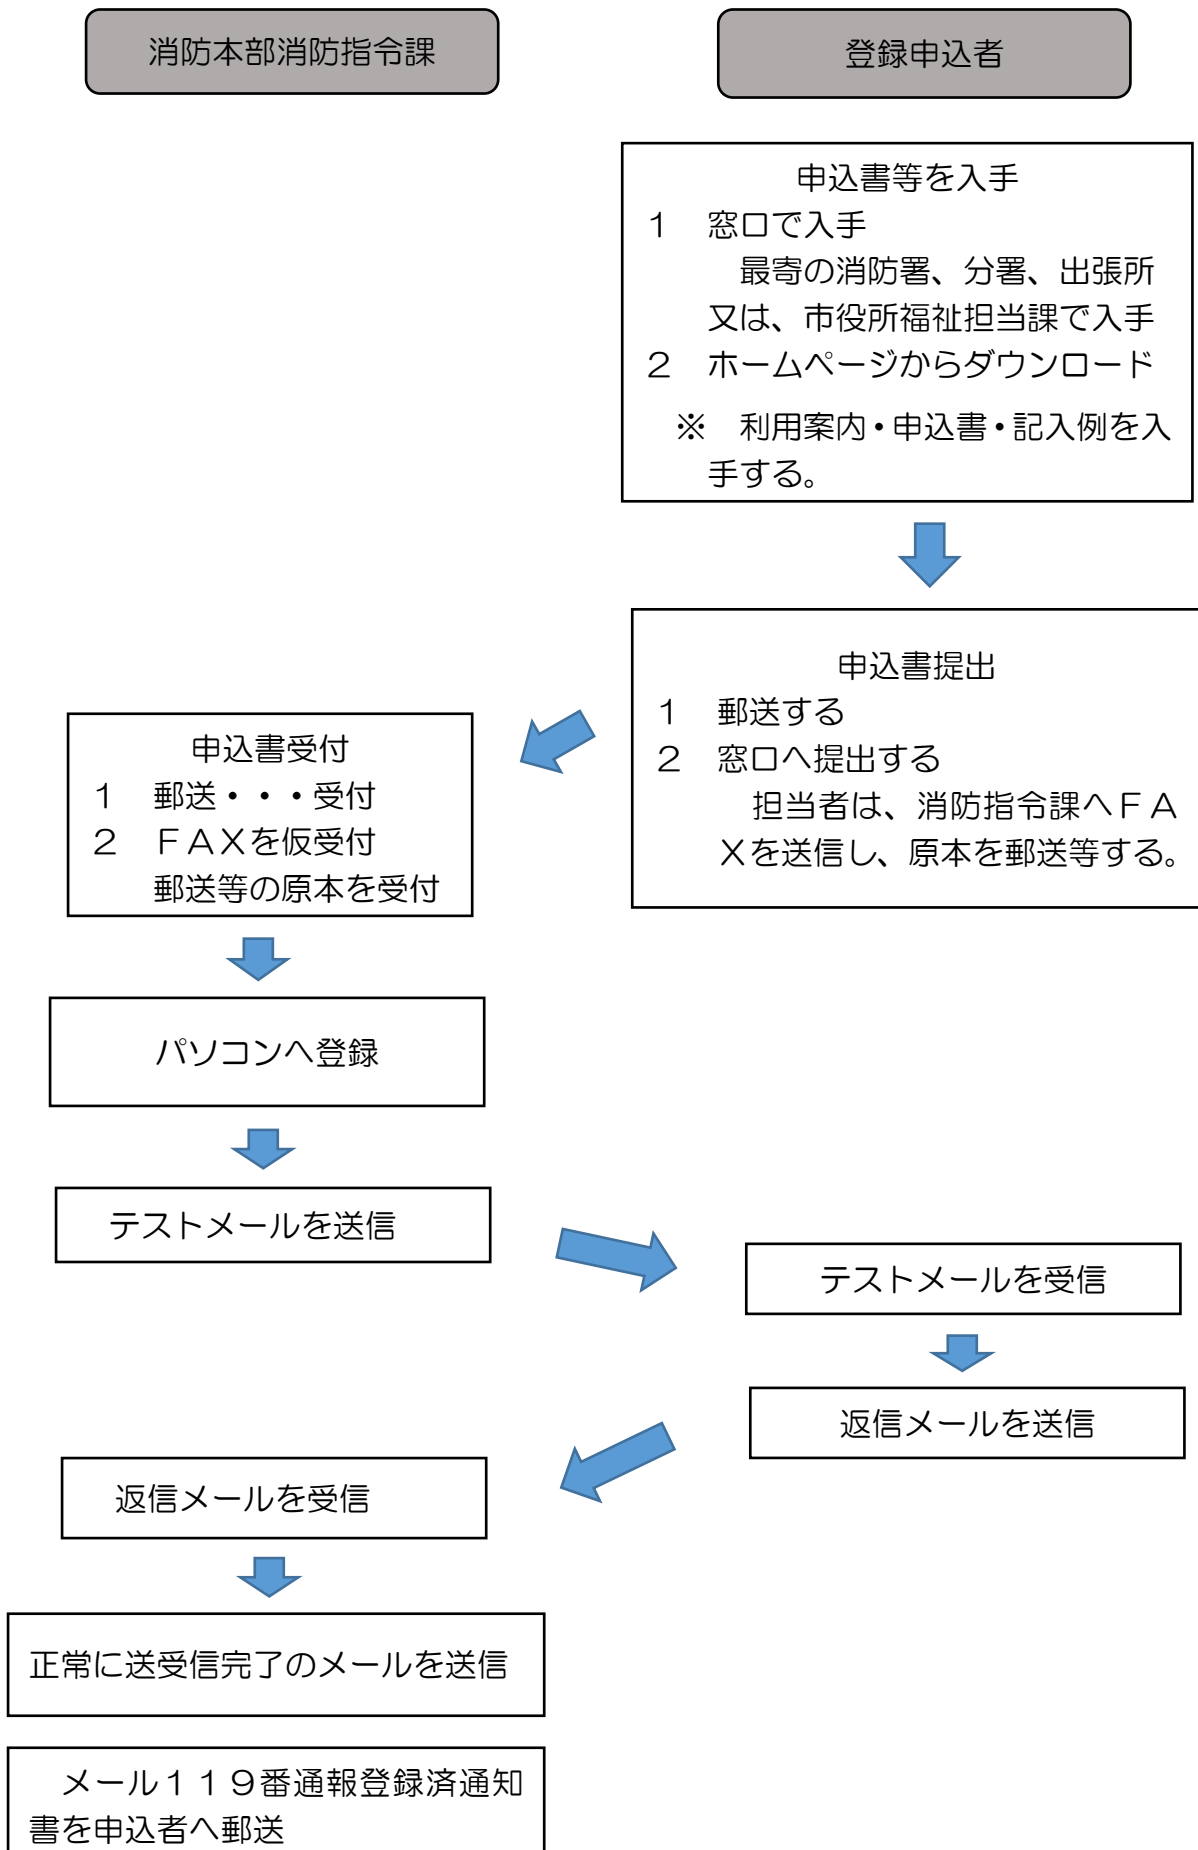 消防本部消防指令課
登録申込者
申込書等を入手
１　窓口で入手
最寄の消防署、分署、出張所
又は、市役所福祉担当課で入手
２　ホームページからダウンロード
※　利用案内・申込書・記入例を入
手する。
申込書提出
１　郵送する
２　窓口へ提出する
担当者は、消防指令課へＦＡ
Ｘを送信し、原本を郵送等する。
申込書受付
１　郵送・・・受付
２　ＦＡＸを仮受付
郵送等の原本を受付
パソコンへ登録
テストメールを送信
テストメールを受信
返信メールを送信
返信メールを受信
正常に送受信完了のメールを送信
メール１１９番通報登録済通知
書を申込者へ郵送